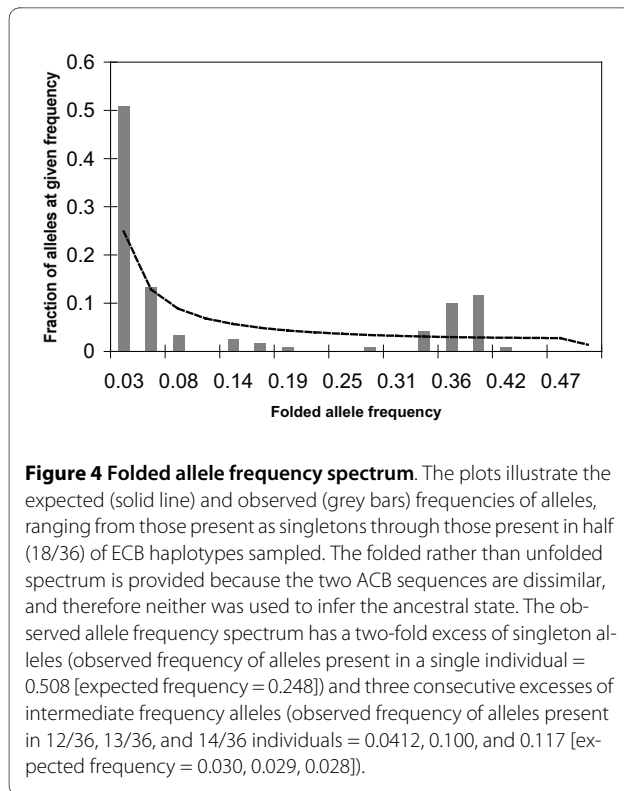 0.6
0.5
0.4
0.3
0.2
0.1
0
Fraction of alleles at given frequency
0.03 0.08 0.14 0.19 0.25 0.31 0.36 0.42 0.47
Folded allele frequency
Figure 4 Folded allele frequency spectrum. The plots illustrate the
expected (solid line) and observed (grey bars) frequencies of alleles,
ranging from those present as singletons through those present in half
(18/36) of ECB haplotypes sampled. The folded rather than unfolded
spectrum is provided because the two ACB sequences are dissimilar,
and therefore neither was used to infer the ancestral state. The ob-
served allele frequency spectrum has a two-fold excess of singleton al-
leles (observed frequency of alleles present in a single individual =
0.508 [expected frequency = 0.248]) and three consecutive excesses of
intermediate frequency alleles (observed frequency of alleles present
in 12/36, 13/36, and 14/36 individuals = 0.0412, 0.100, and 0.117 [ex-
pected frequency = 0.030, 0.029, 0.028]).